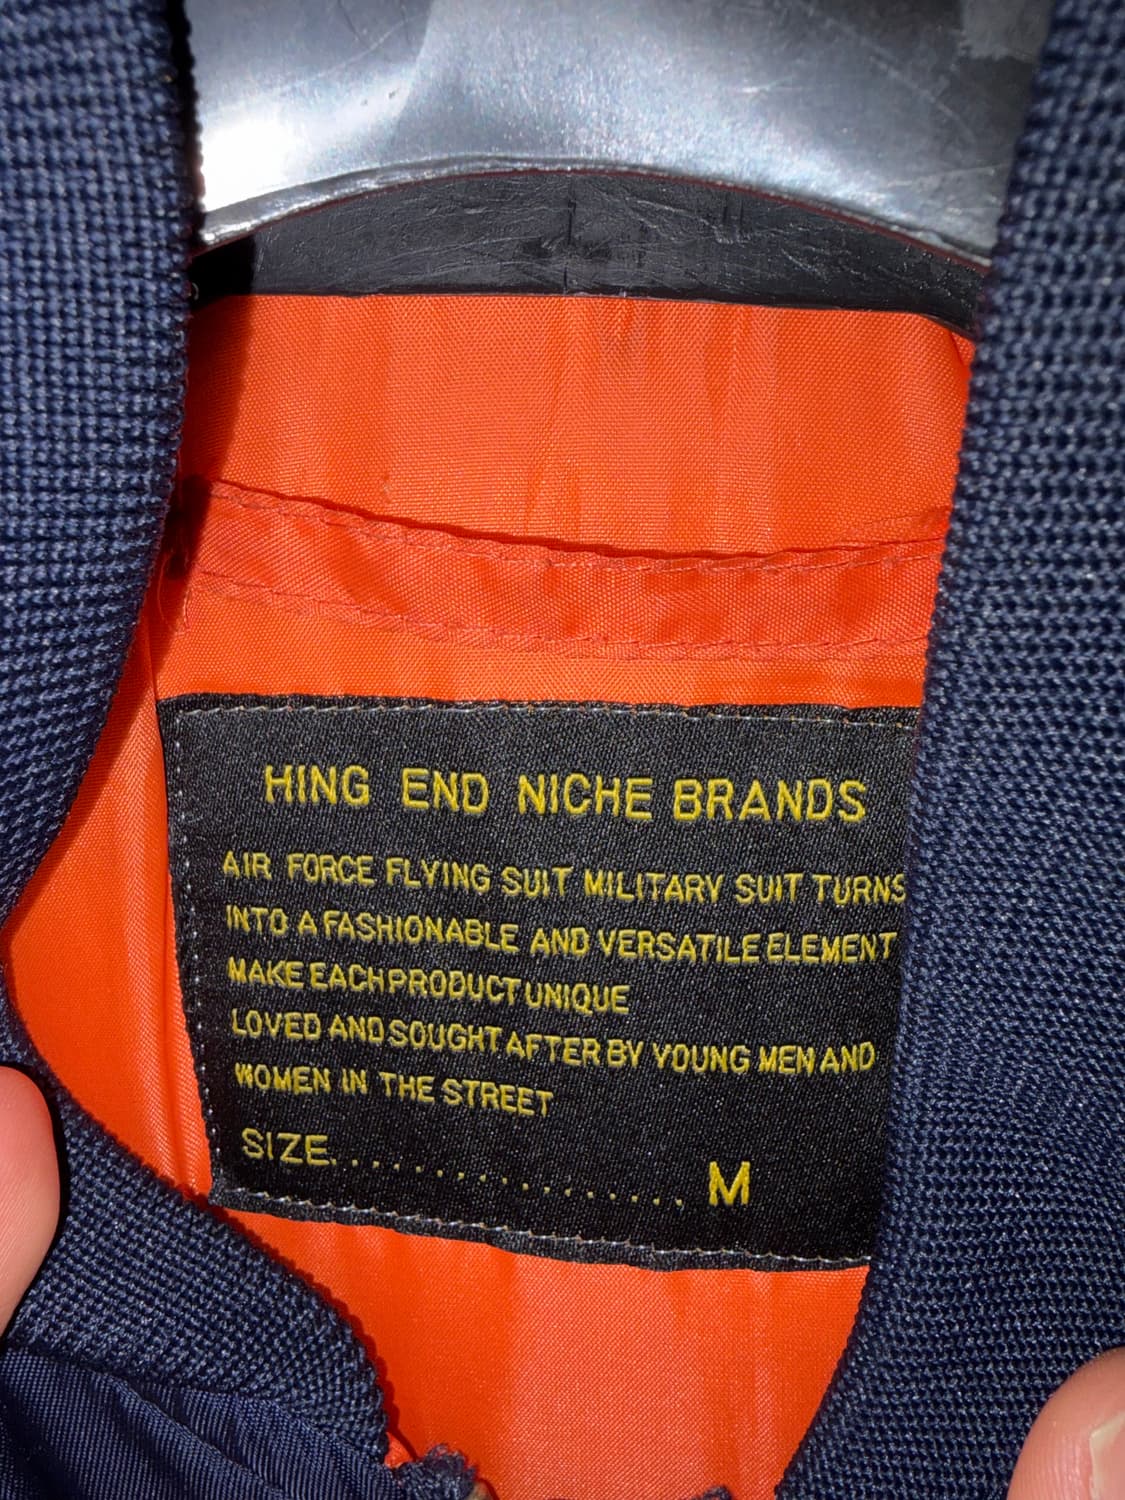 HING END NICHE BRANDS
AIR FORCE FLYING SUIT MILITARY SUIT TURNS
INTO A FASHIONABLE AND VERSATILE ELEMENT
MAKE EACH PRODUCT UNIQUE
LOVED AND SOUGHT AFTER BY YOUNG MEN AND
WOMEN IN THE STREET
SIZE.................. M